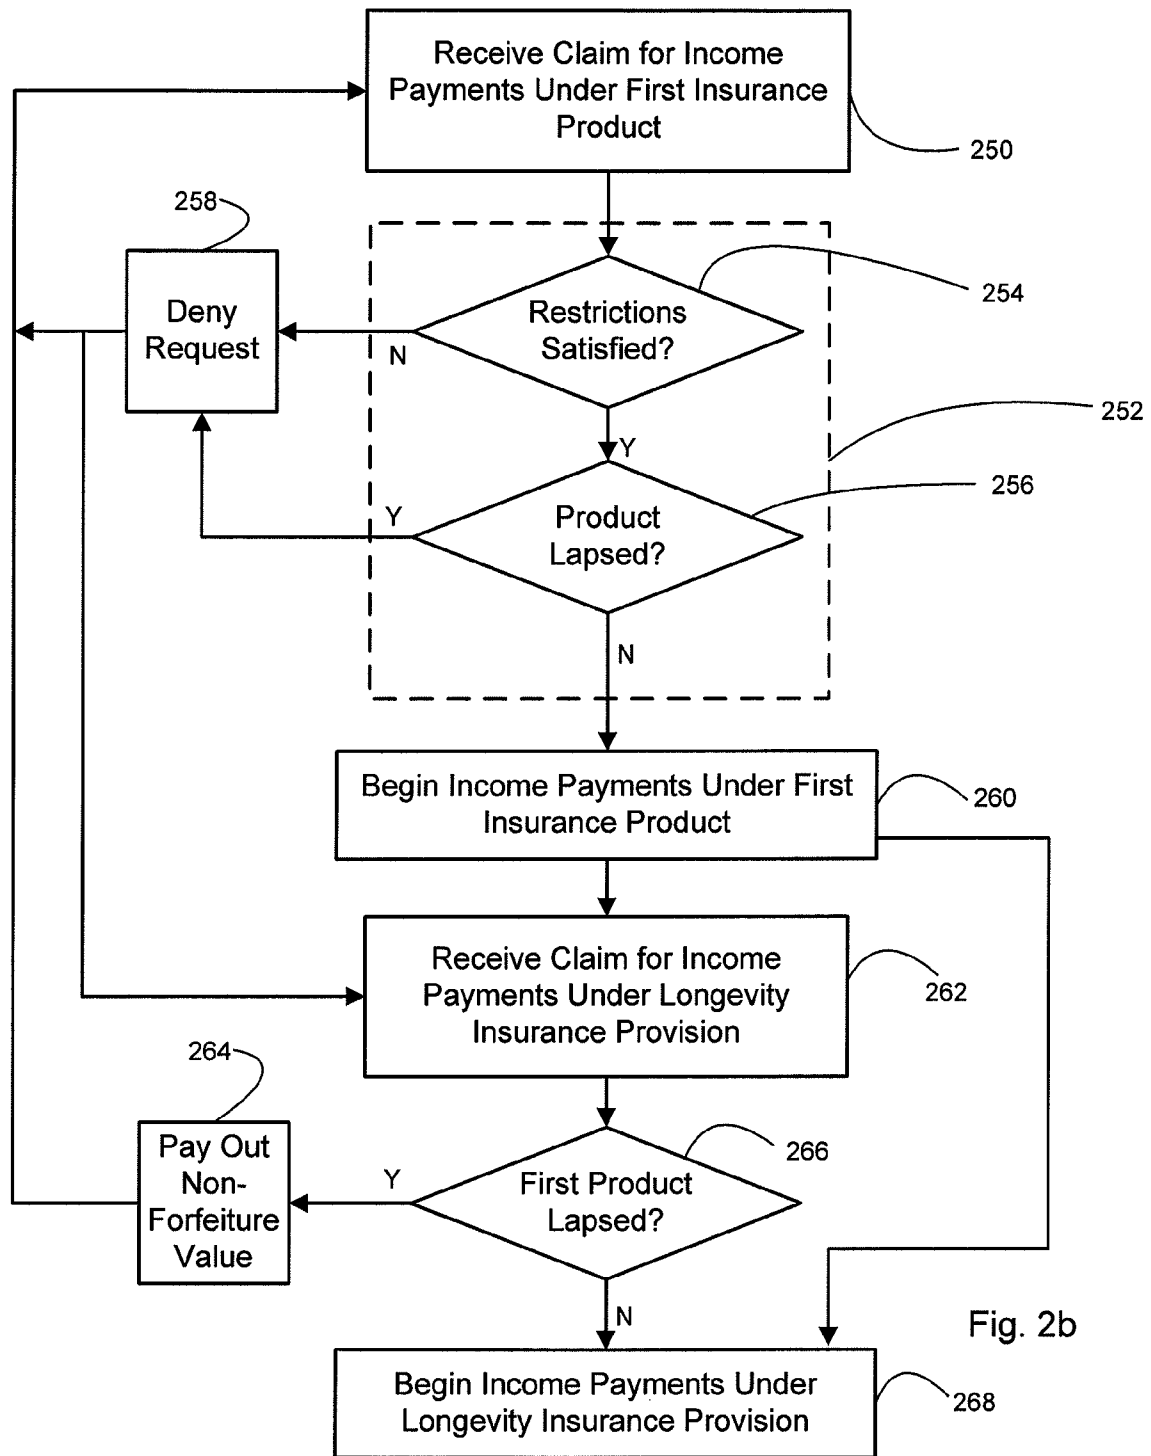 Receive Claim for Income
Payments Under First Insurance
Product
250
258
Deny
Request
Restrictions
Satisfied?
254
N
252
Y
256
Y
Product
Lapsed?
N
Begin Income Payments Under First
Insurance Product
260
Receive Claim for Income
Payments Under Longevity
Insurance Provision
262
264
Pay Out
Non-
Forfeiture
Value
Y
First Product
Lapsed?
266
N
Fig. 2b
Begin Income Payments Under
Longevity Insurance Provision
268